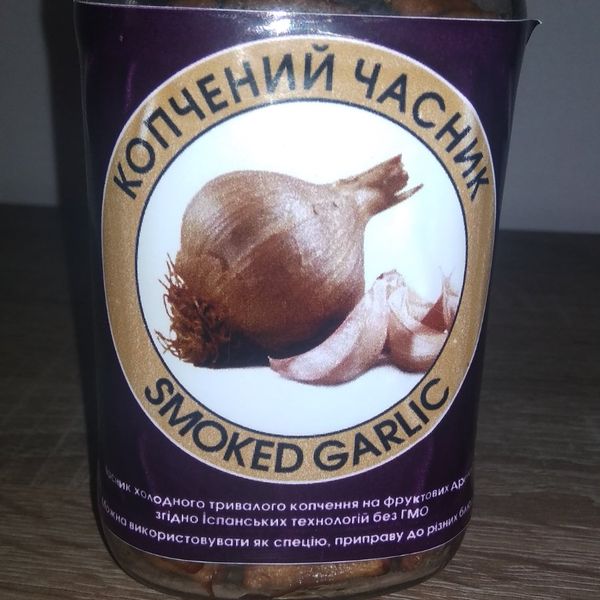 КОПЧЕНИЙ ЧАСНИК
SMOKED GARLIC
холодного тривалого копчення на фруктових
згідно Іспанських технологій без ГМО
використовувати як спецію, приправу до різних